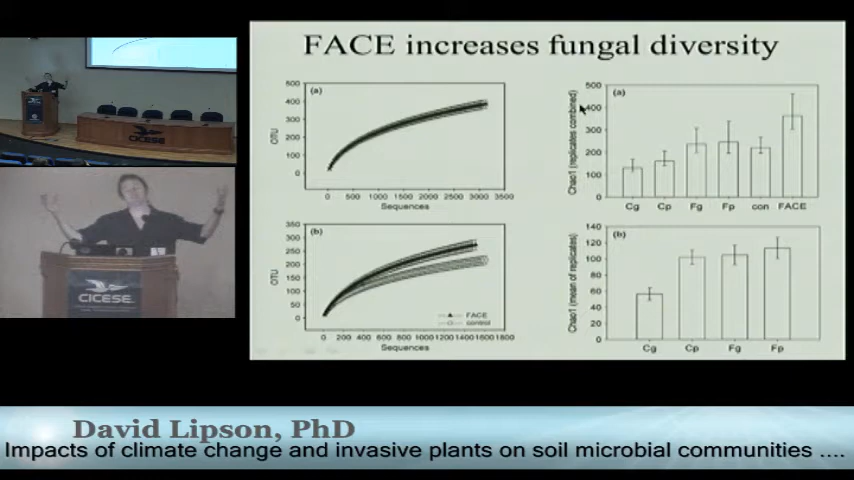 FACE increases fungal diversity
(a)
500
400
300
200
100
0
OTU
0 500 1000 1500 2000 2500 3000 3500
Sequences
(a)
500
400
300
200
100
0
Chao1 (replicates combined)
Cg Cp Fg Fp con FACE
(b)
350
300
250
200
150
100
50
0
OTU
FACE
control
0 200 400 600 800 1000 1200 1400 1600 1800
Sequences
(b)
140
120
100
80
60
40
20
0
Chao1 (mean of replicates)
Cg Cp Fg Fp
CICESE
CICESE
David Lipson, PhD
Impacts of climate change and invasive plants on soil microbial communities ....